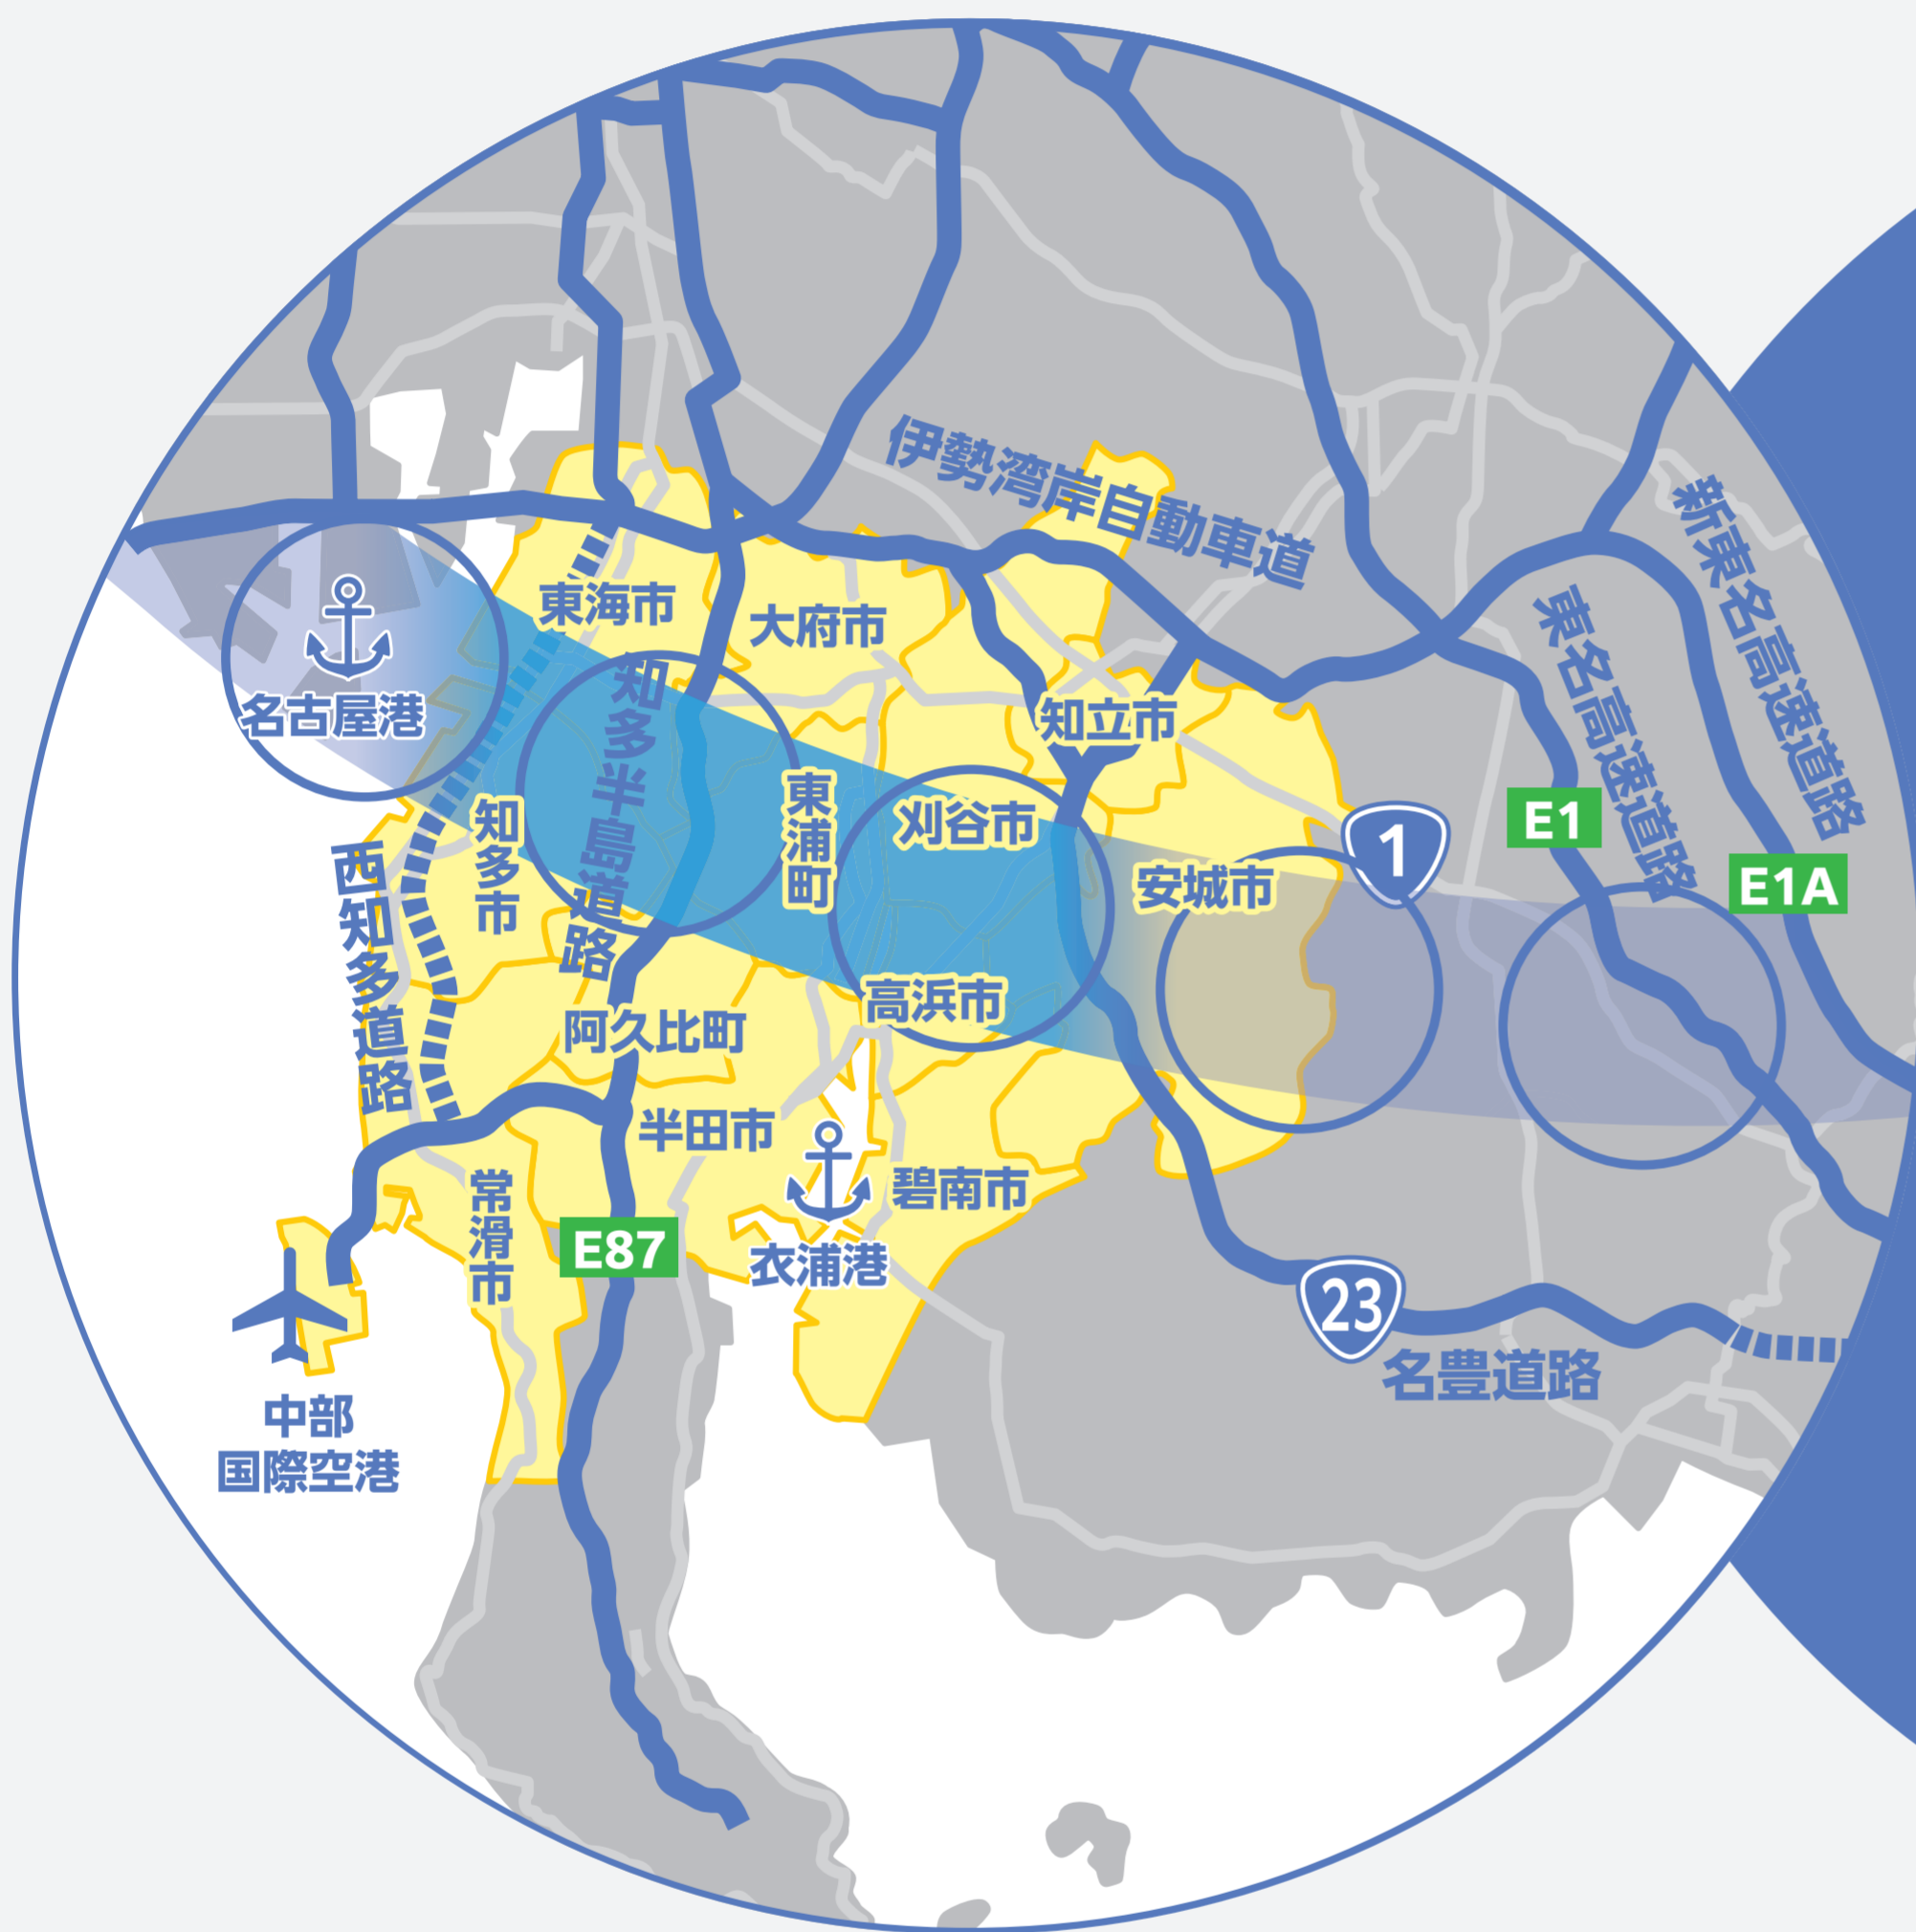 伊勢湾岸自動車道
新東名高速道路
東名高速道路
東海市
大府市
知多半島道路
名古屋港
知立市
東浦町
刈谷市
知多市
E1
1
E1A
安城市
西知多道路
高浜市
阿久比町
半田市
碧南市
常滑市
E87
衣浦港
23
名豊道路
中部
国際空港